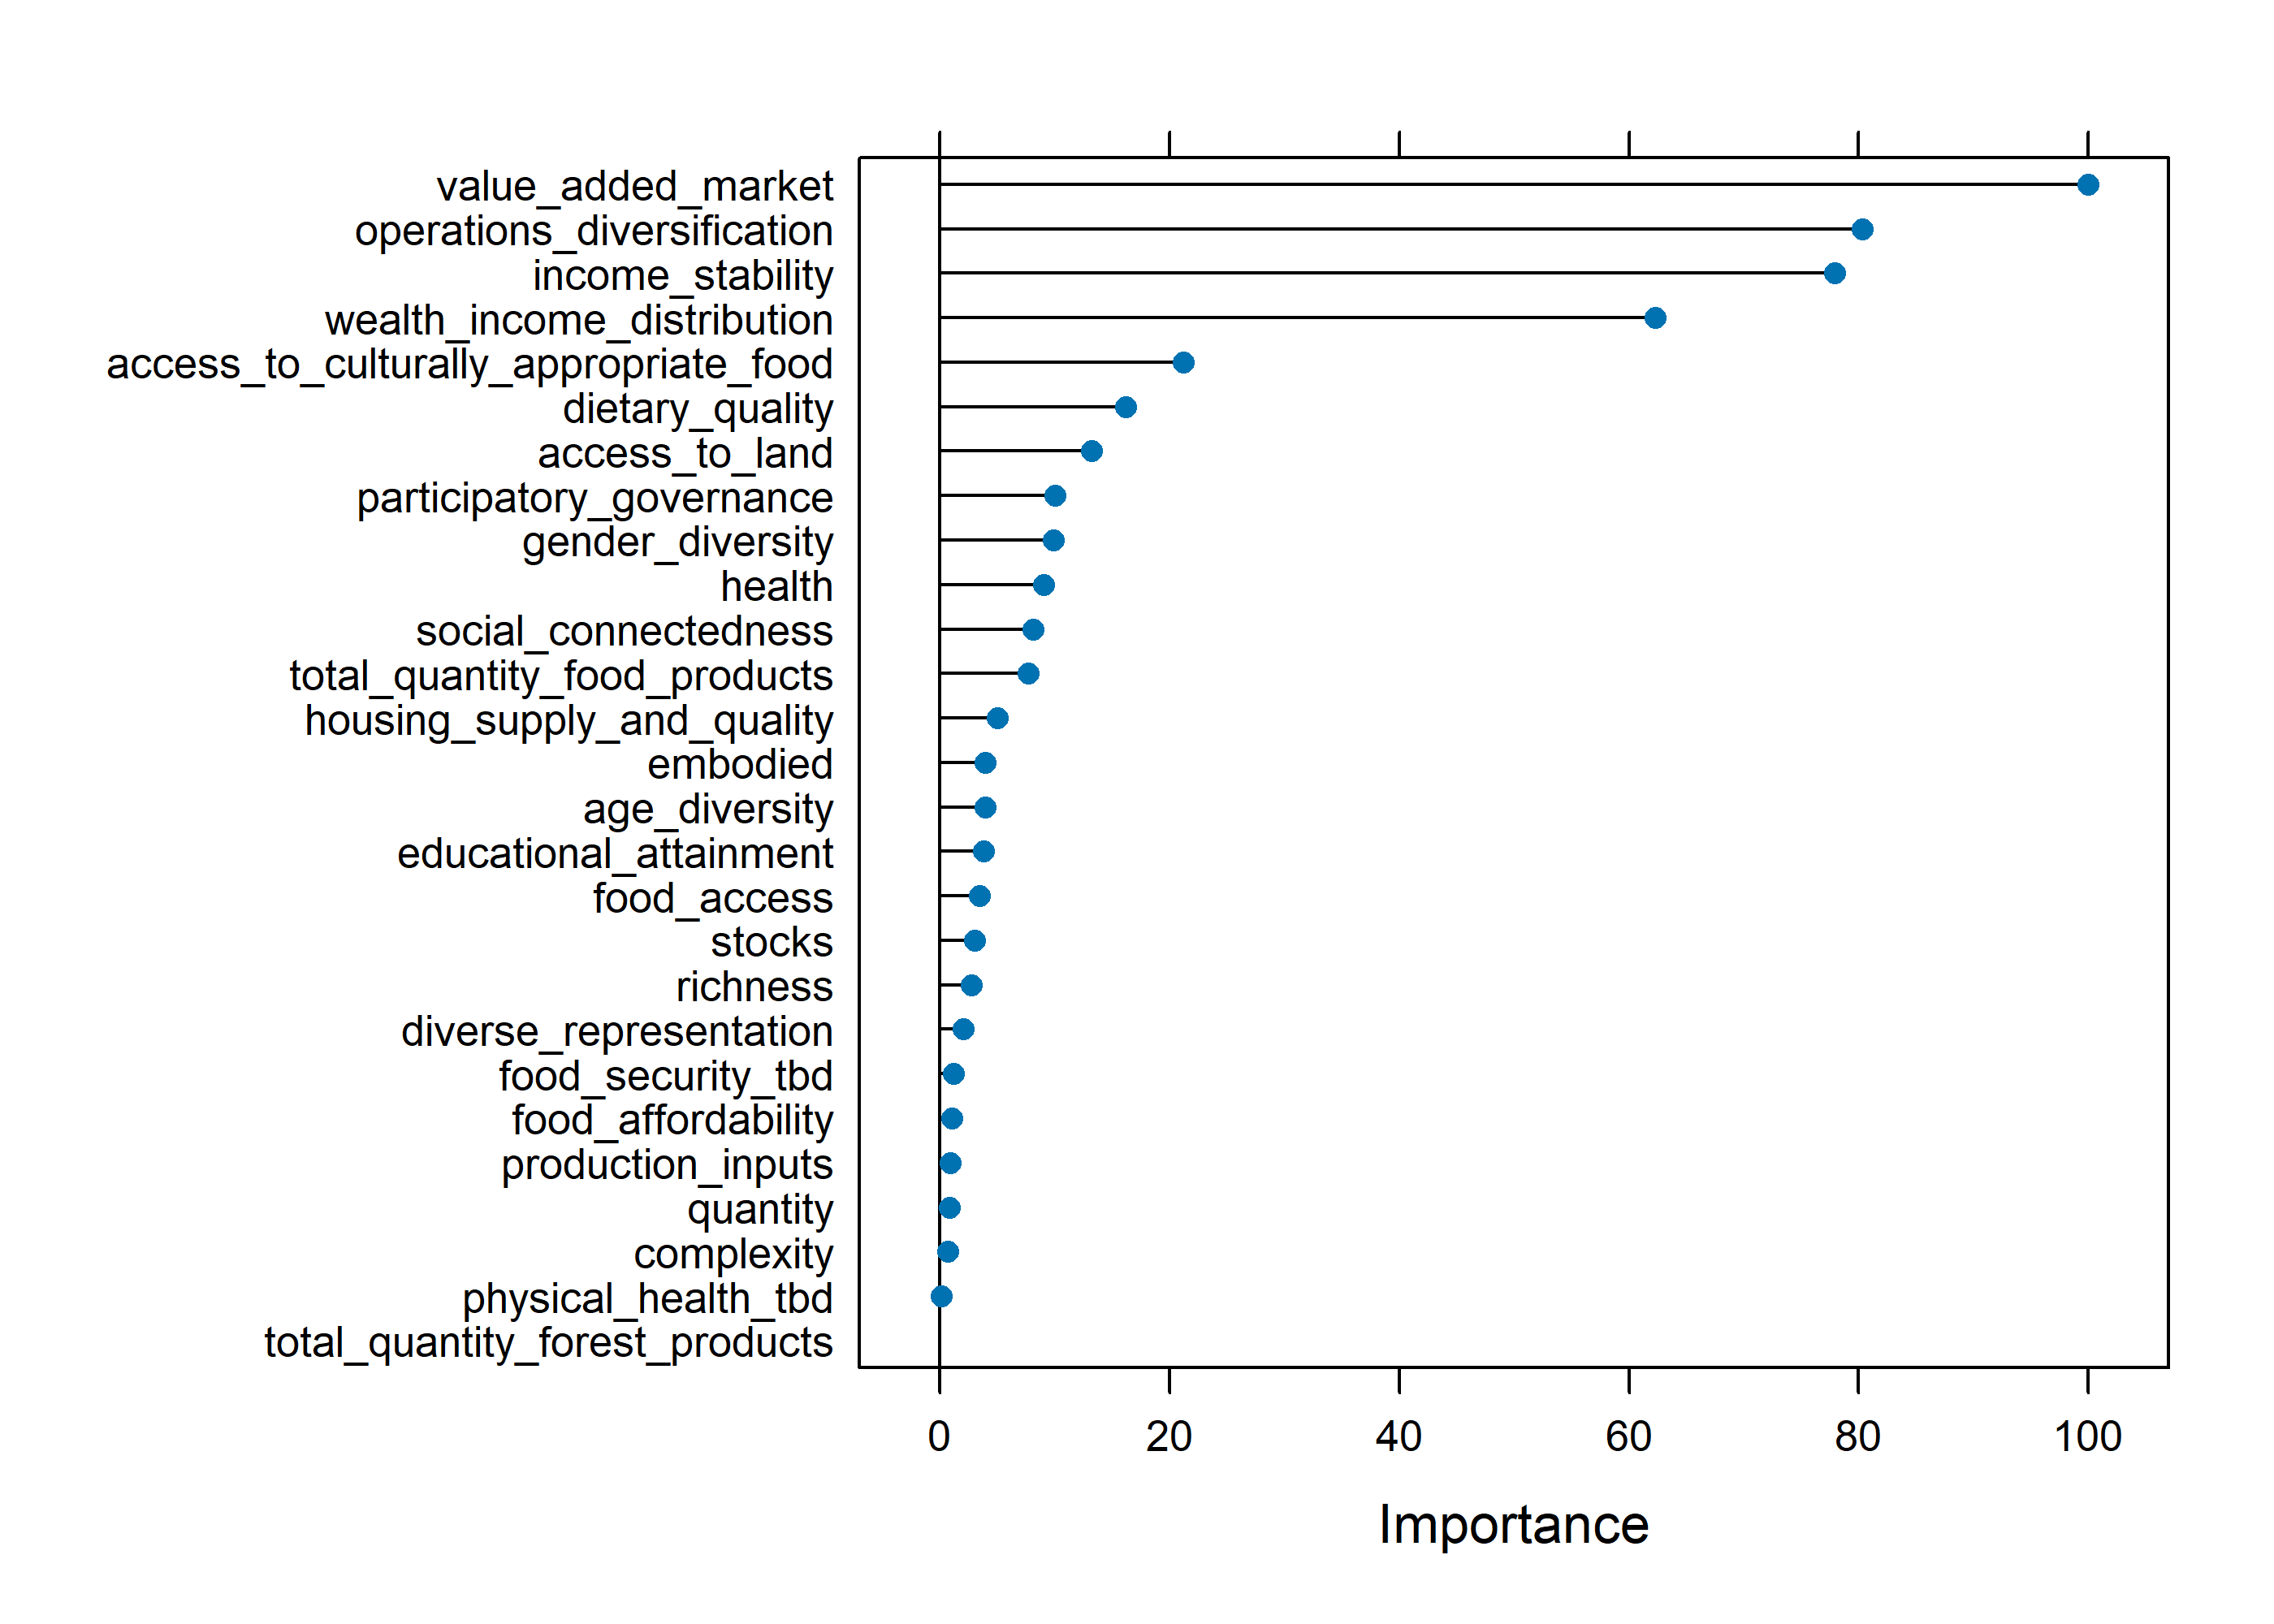 value_added_market
operations_diversification
income_stability
wealth_income_distribution
access_to_culturally_appropriate_food
dietary_quality
access_to_land
participatory_governance
gender_diversity
health
social_connectedness
total_quantity_food_products
housing_supply_and_quality
embodied
age_diversity
educational_attainment
food_access
stocks
richness
diverse_representation
food_security_tbd
food_affordability
production_inputs
quantity
complexity
physical_health_tbd
total_quantity_forest_products
0 20 40 60 80 100
Importance